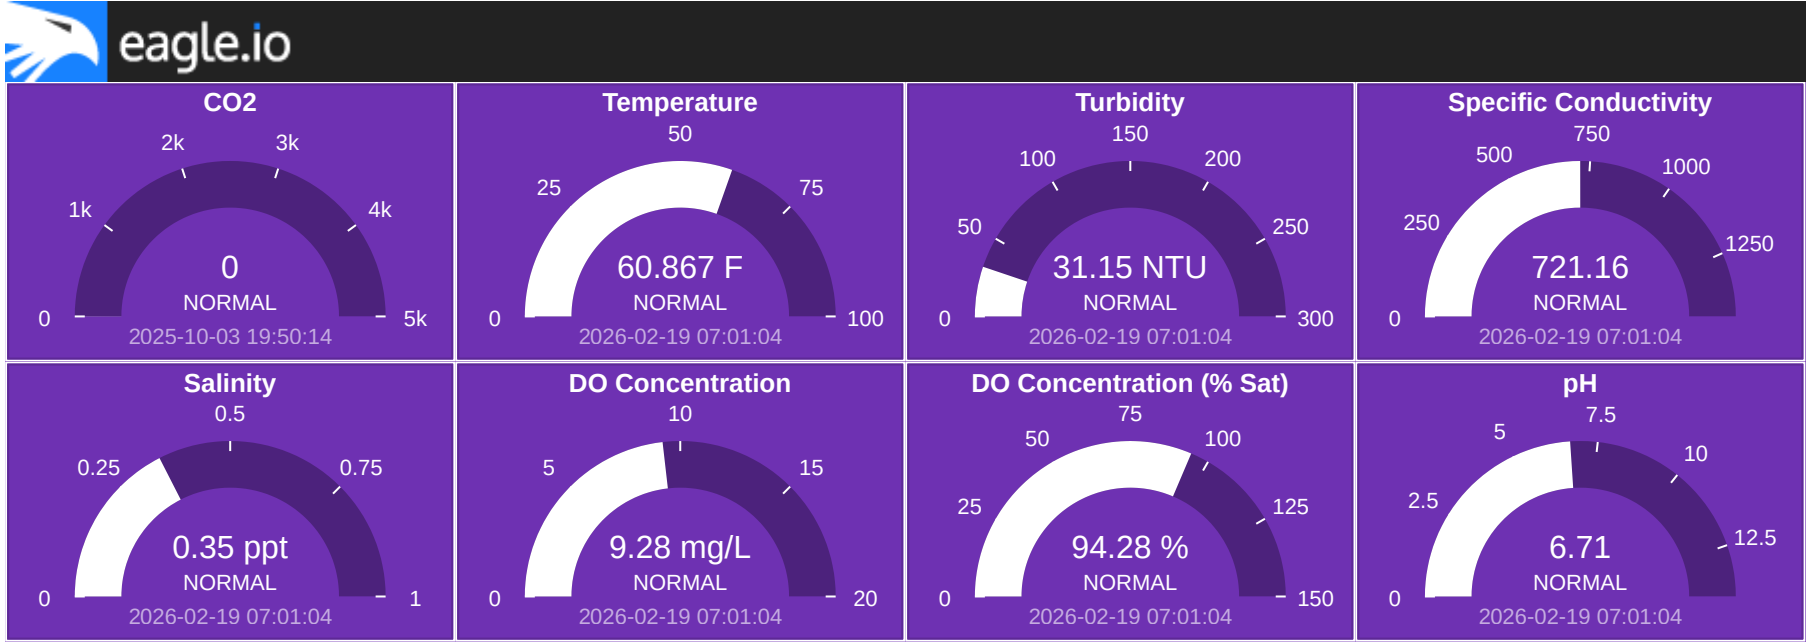 eagle.io
CO2
0
1k
2k
3k
4k
5k
0
NORMAL
2025-10-03 19:50:14
Temperature
0
25
50
75
100
60.867 F
NORMAL
2026-02-19 07:01:04
Turbidity
0
50
100
150
200
250
300
31.15 NTU
NORMAL
2026-02-19 07:01:04
Specific Conductivity
0
250
500
750
1000
1250
721.16
NORMAL
2026-02-19 07:01:04
Salinity
0
0.25
0.5
0.75
1
0.35 ppt
NORMAL
2026-02-19 07:01:04
DO Concentration
0
5
10
15
20
9.28 mg/L
NORMAL
2026-02-19 07:01:04
DO Concentration (% Sat)
0
25
50
75
100
125
150
94.28 %
NORMAL
2026-02-19 07:01:04
pH
0
2.5
5
7.5
10
12.5
6.71
NORMAL
2026-02-19 07:01:04